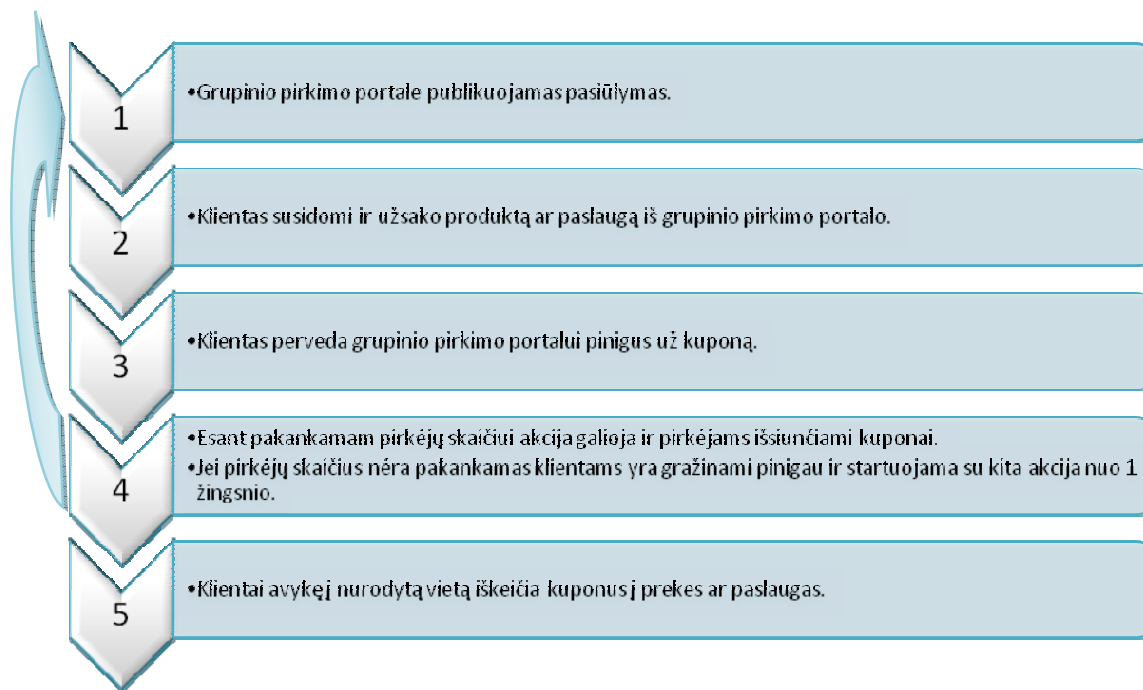 1
•Grupinio pirkimo portale publikuojamas pasiūlymas.
2
•Klientas susidomi ir užsako produktą ar paslaugą iš grupinio pirkimo portalo.
3
•Klientas perveda grupinio pirkimo portalui pinigus už kuponą.
4
•Esant pakankamam pirkėjų skaičiui akcija galioja ir pirkėjams išsiunčiami kuponai.
•Jei pirkėjų skaičius nėra pakankamas klientams yra gražinami pinigau ir startuojama su kita akcija nuo 1
žingsnio.
5
•Klientai avykę į nurodytą vietą iškeičia kuponus į prekes ar paslaugas.